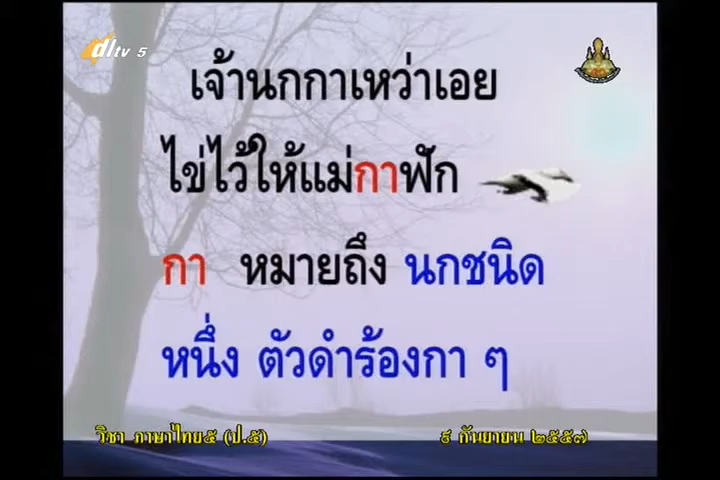 dltv 5
เจ้านกกาเหว่าเอย
ไข่ไว้ให้แม่กาฟัก
กา หมายถึง นกชนิด
หนึ่ง ตัวดำร้องกา ๆ
วิชา ภาษาไทย๕ (ป.๕)
๙ กันยายน ๒๕๕๗